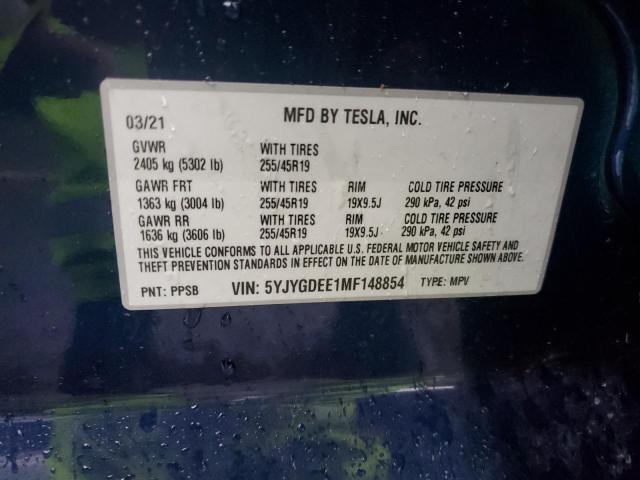 03/21 MFD BY TESLA, INC.
GVWR WITH TIRES
2405 kg (5302 lb) 255/45R19
GAWR FRT WITH TIRES RIM COLD TIRE PRESSURE
1363 kg (3004 lb) 255/45R19 19X9.5J 290 kPa, 42 psi
GAWR RR WITH TIRES RIM COLD TIRE PRESSURE
1636 kg (3606 lb) 255/45R19 19X9.5J 290 kPa, 42 psi
THIS VEHICLE CONFORMS TO ALL APPLICABLE U.S. FEDERAL MOTOR VEHICLE SAFETY AND
THEFT PREVENTION STANDARDS IN EFFECT ON THE DATE OF MANUFACTURE SHOWN ABOVE.
PNT: PPSB VIN: 5YJYGDEE1MF148854 TYPE: MPV